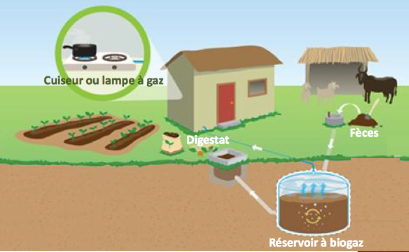 Cuiseur ou lampe à gaz
Digestat
Fèces
Réservoir à biogaz